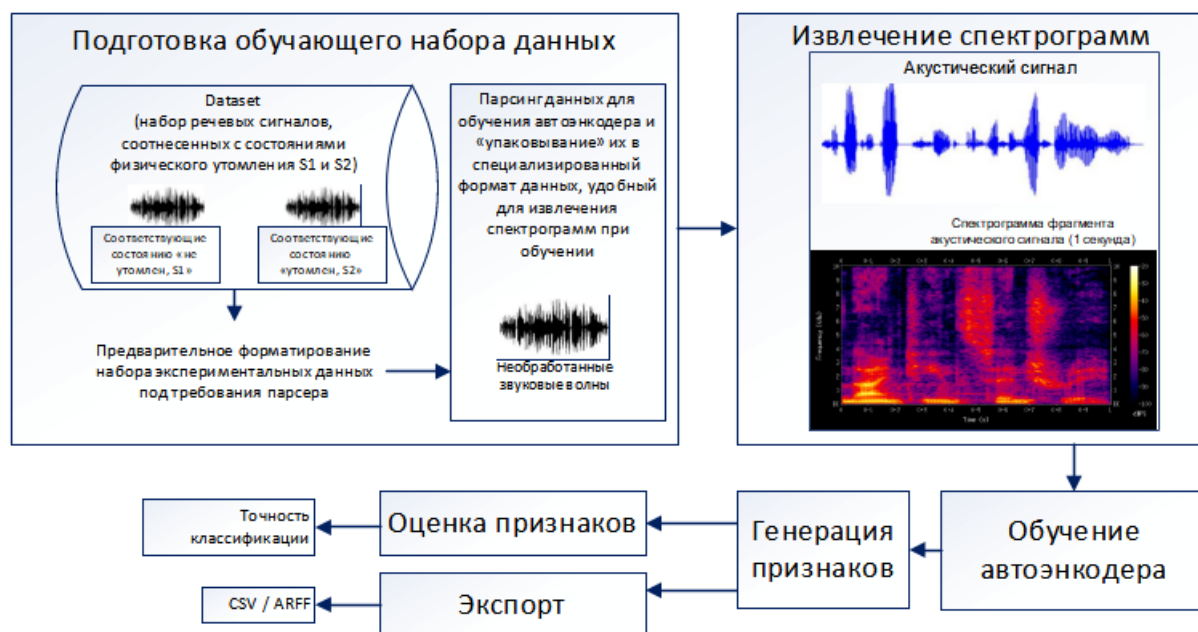 Подготовка обучающего набора данных
Dataset
(набор речевых сигналов,
соотнесенных с состояниями
физического утомления S1 и S2)
Соответствующие
состоянию «не
утомлен, S1»
Соответствующие
состоянию
«утомлен, S2»
Предварительное форматирование
набора экспериментальных данных
под требования парсера
Парсинг данных для
обучения автоэнкодера и
«упаковывание» их в
специализированный
формат данных, удобный
для извлечения
спектрограмм при
обучении
Необработанные
звуковые волны
Извлечение спектрограмм
Акустический сигнал
Спектрограмма фрагмента
акустического сигнала (1 секунда)
Frequency (kHz)
Time (s)
Обучение
автоэнкодера
Генерация
признаков
Оценка признаков
Точность
классификации
Экспорт
CSV / ARFF